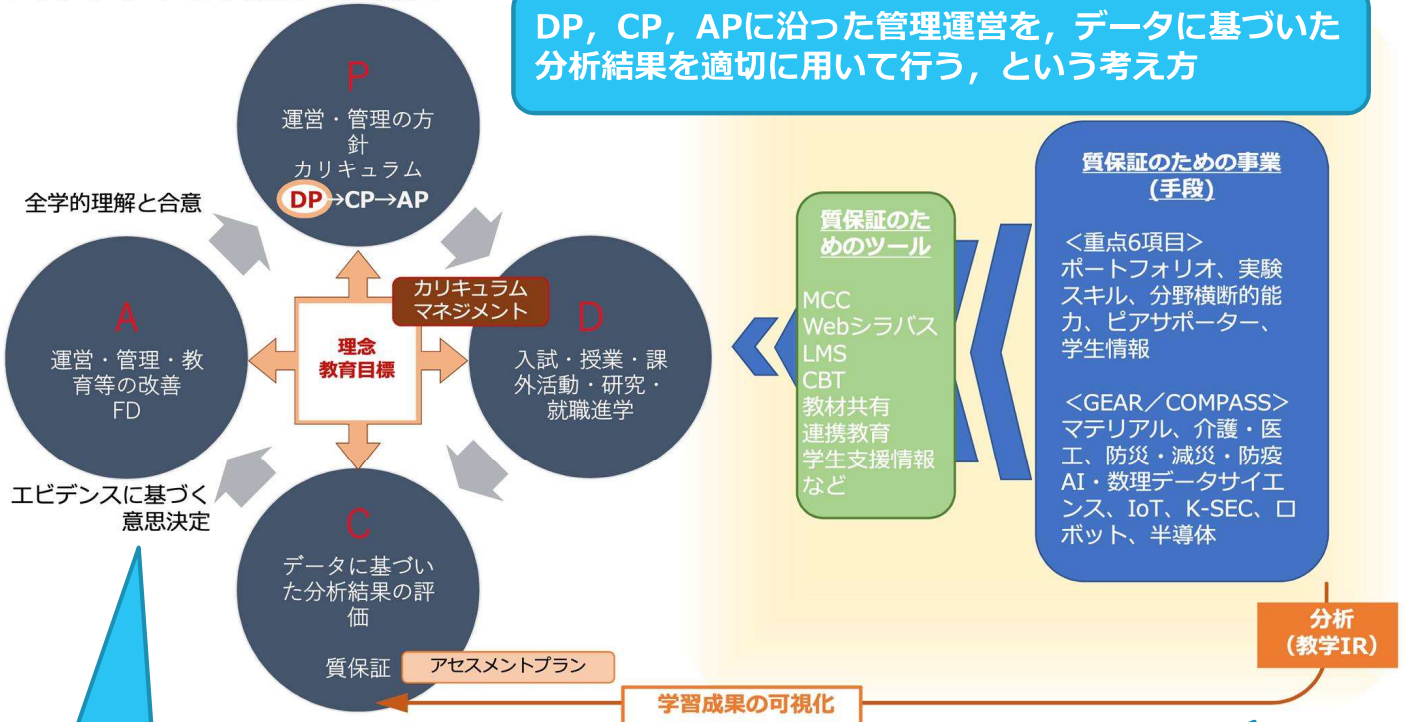 DP，CP，APに沿った管理運営を，データに基づいた
分析結果を適切に用いて行う，という考え方
P
運営・管理の方
針
カリキュラム
DP→CP→AP
全学的理解と合意
カリキュラム
マネジメント
A
運営・管理・教
育等の改善
FD
理念
教育目標
D
入試・授業・課
外活動・研究・
就職進学
エビデンスに基づく
意思決定
C
データに基づい
た分析結果の評
価
質保証
アセスメントプラン
質保証のた
めのツール
MCC
Webシラバス
LMS
CBT
教材共有
連携教育
学生支援情報
など
質保証のための事業
(手段)
＜重点6項目＞
ポートフォリオ、実験
スキル、分野横断的能
力、ピアサポーター、
学生情報
＜GEAR／COMPASS＞
マテリアル、介護・医
工、防災・減災・防疫
AI・数理データサイエ
ンス、IoT、K-SEC、ロ
ボット、半導体
分析
（教学IR）
学習成果の可視化